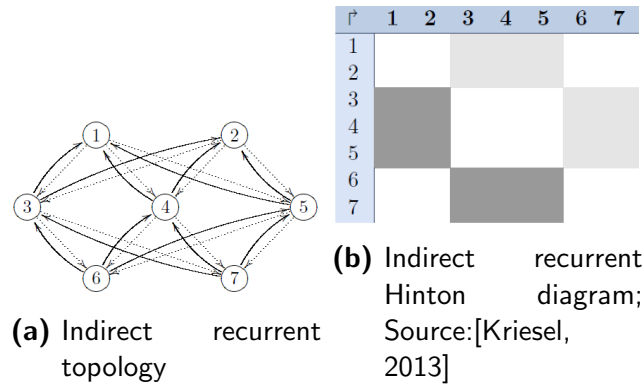 1 2
3 4 5
6 7
(a) Indirect recurrent
topology
↱ 1 2 3 4 5 6 7
1
2
3
4
5
6
7
(b) Indirect recurrent
Hinton diagram;
Source:[Kriesel,
2013]